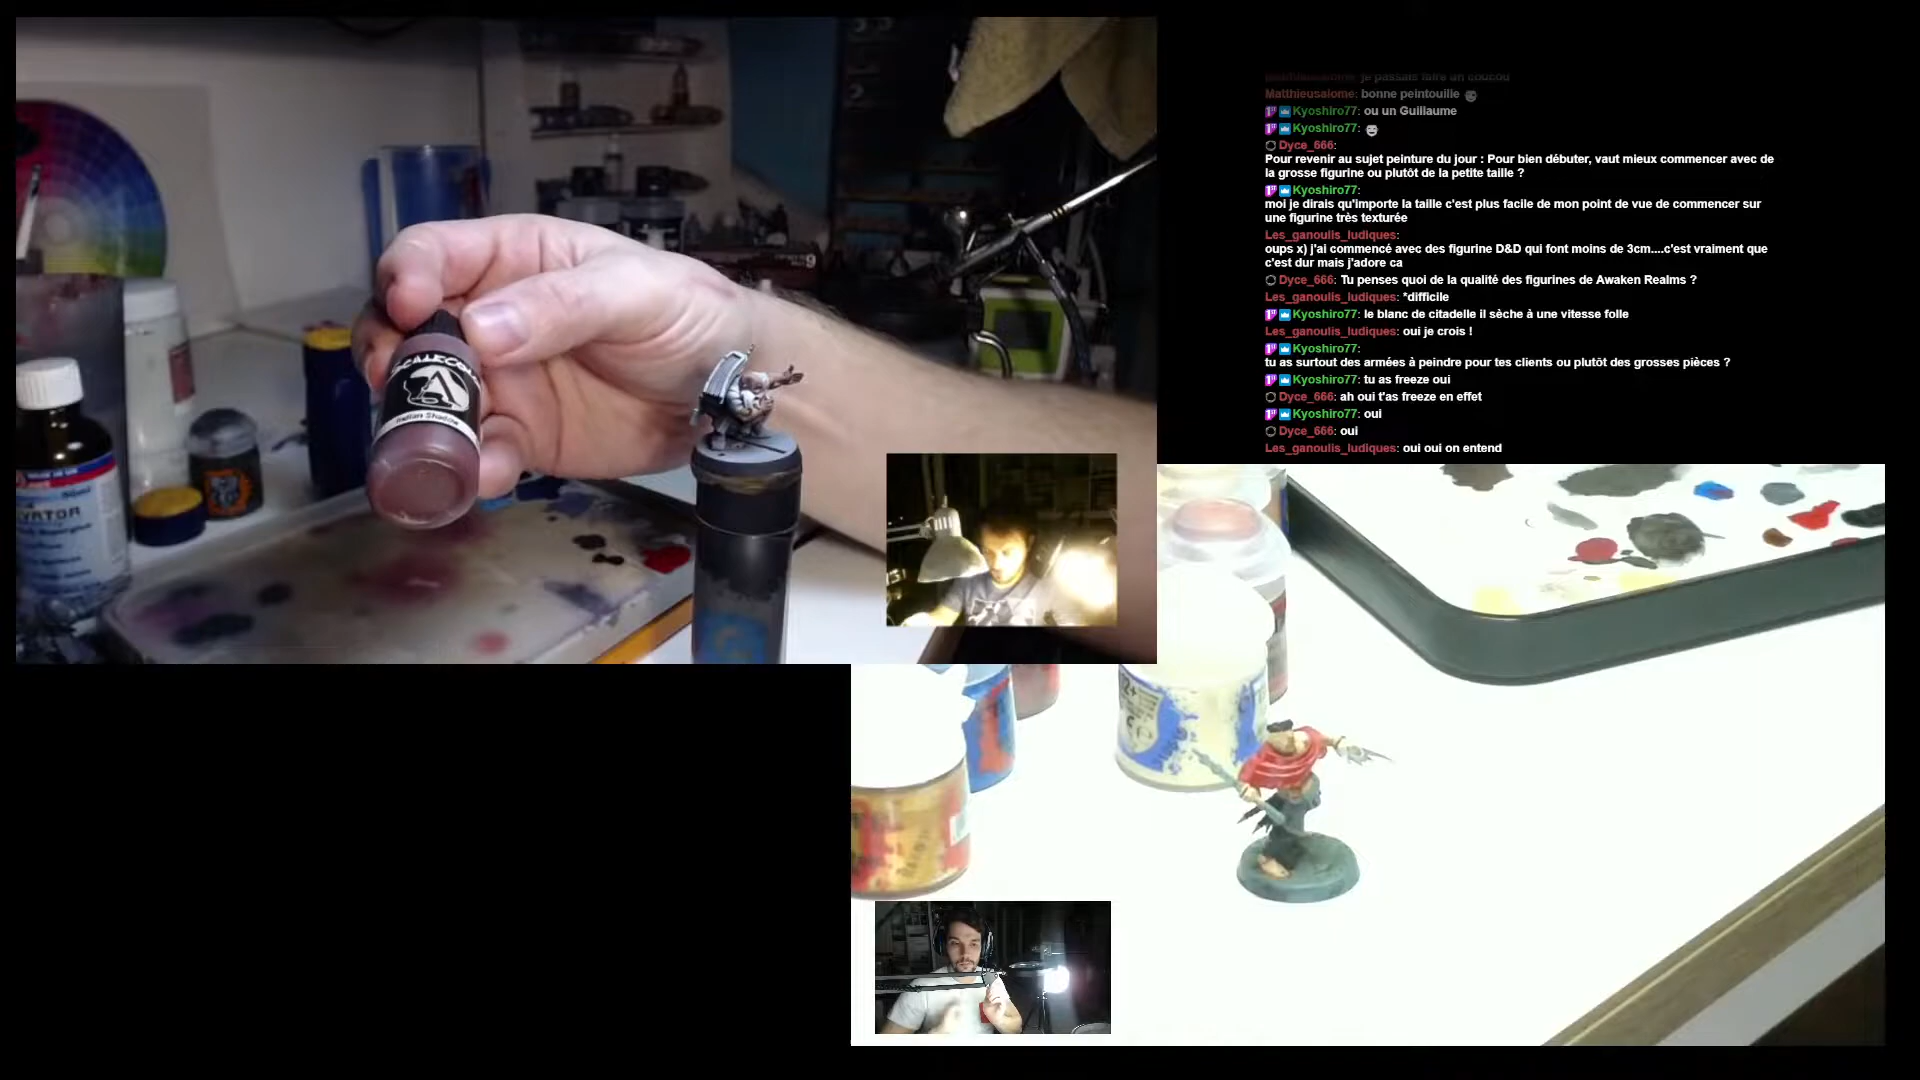 je passais faire un coucou
Matthieusalome: bonne peintouille
Kyoshiro77: ou un Guillaume
Kyoshiro77:
Dyce_666:
Pour revenir au sujet peinture du jour : Pour bien débuter, vaut mieux commencer avec de
la grosse figurine ou plutôt de la petite taille ?
Kyoshiro77:
moi je dirais qu'importe la taille c'est plus facile de mon point de vue de commencer sur
une figurine très texturée
Les_ganoulis_ludiques:
oups x) j'ai commencé avec des figurine D&D qui font moins de 3cm....c'est vraiment que
c'est dur mais j'adore ca
Dyce_666: Tu penses quoi de la qualité des figurines de Awaken Realms ?
Les_ganoulis_ludiques: *difficile
Kyoshiro77: le blanc de citadelle il sèche à une vitesse folle
Les_ganoulis_ludiques: oui je crois !
Kyoshiro77:
tu as surtout des armées à peindre pour tes clients ou plutôt des grosses pièces ?
Kyoshiro77: tu as freeze oui
Dyce_666: ah oui t'as freeze en effet
Kyoshiro77: oui
Dyce_666: oui
Les_ganoulis_ludiques: oui oui on entend
Indian Shadow